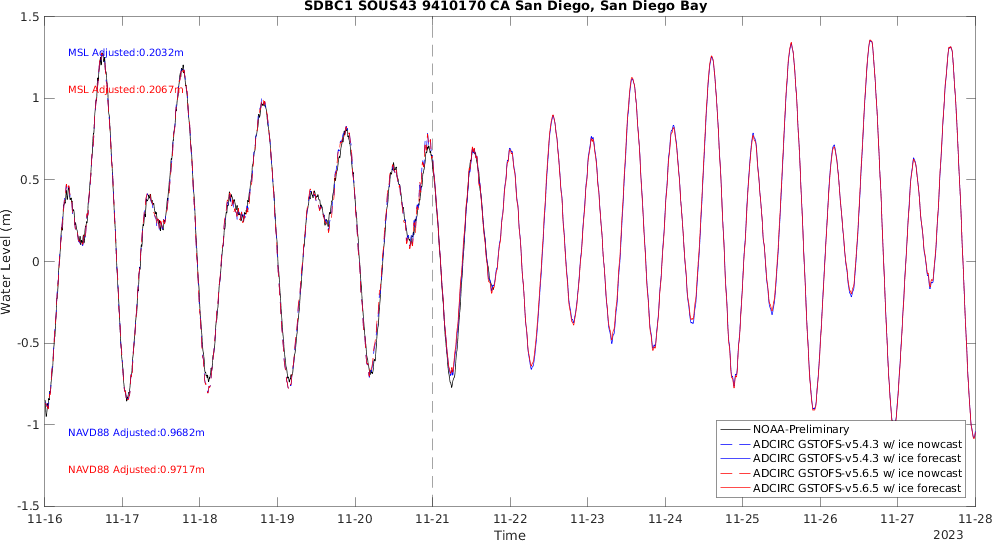 SDBC1 SOUS43 9410170 CA San Diego, San Diego Bay
1.5
1
0.5
0
-0.5
-1
-1.5
Water Level (m)
MSL Adjusted:0.2032m
MSL Adjusted:0.2067m
NAVD88 Adjusted:0.9682m
NAVD88 Adjusted:0.9717m
NOAA-Preliminary
ADCIRC GSTOFS-v5.4.3 w/ ice nowcast
ADCIRC GSTOFS-v5.4.3 w/ ice forecast
ADCIRC GSTOFS-v5.6.5 w/ ice nowcast
ADCIRC GSTOFS-v5.6.5 w/ ice forecast
11-16 11-17 11-18 11-19 11-20 11-21 11-22 11-23 11-24 11-25 11-26 11-27 11-28
Time
2023